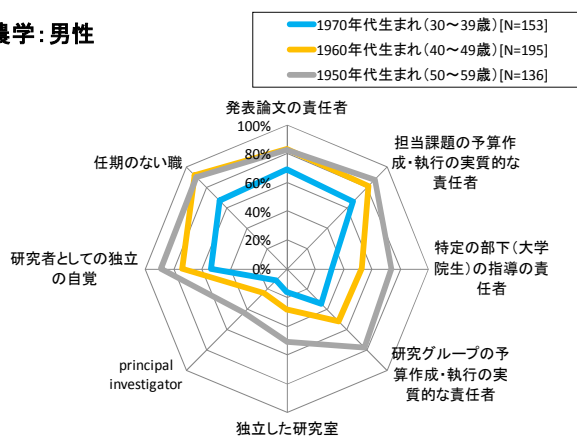 農学：男性
1970年代生まれ（30～39歳）[N=153]
1960年代生まれ（40～49歳）[N=195]
1950年代生まれ（50～59歳）[N=136]
発表論文の責任者
100%
80%
60%
40%
20%
0%
担当課題の予算作
成・執行の実質的な
責任者
特定の部下（大学
院生）の指導の責
任者
研究グループの予
算作成・執行の実
質的な責任者
独立した研究室
principal
investigator
研究者としての独立
の自覚
任期のない職